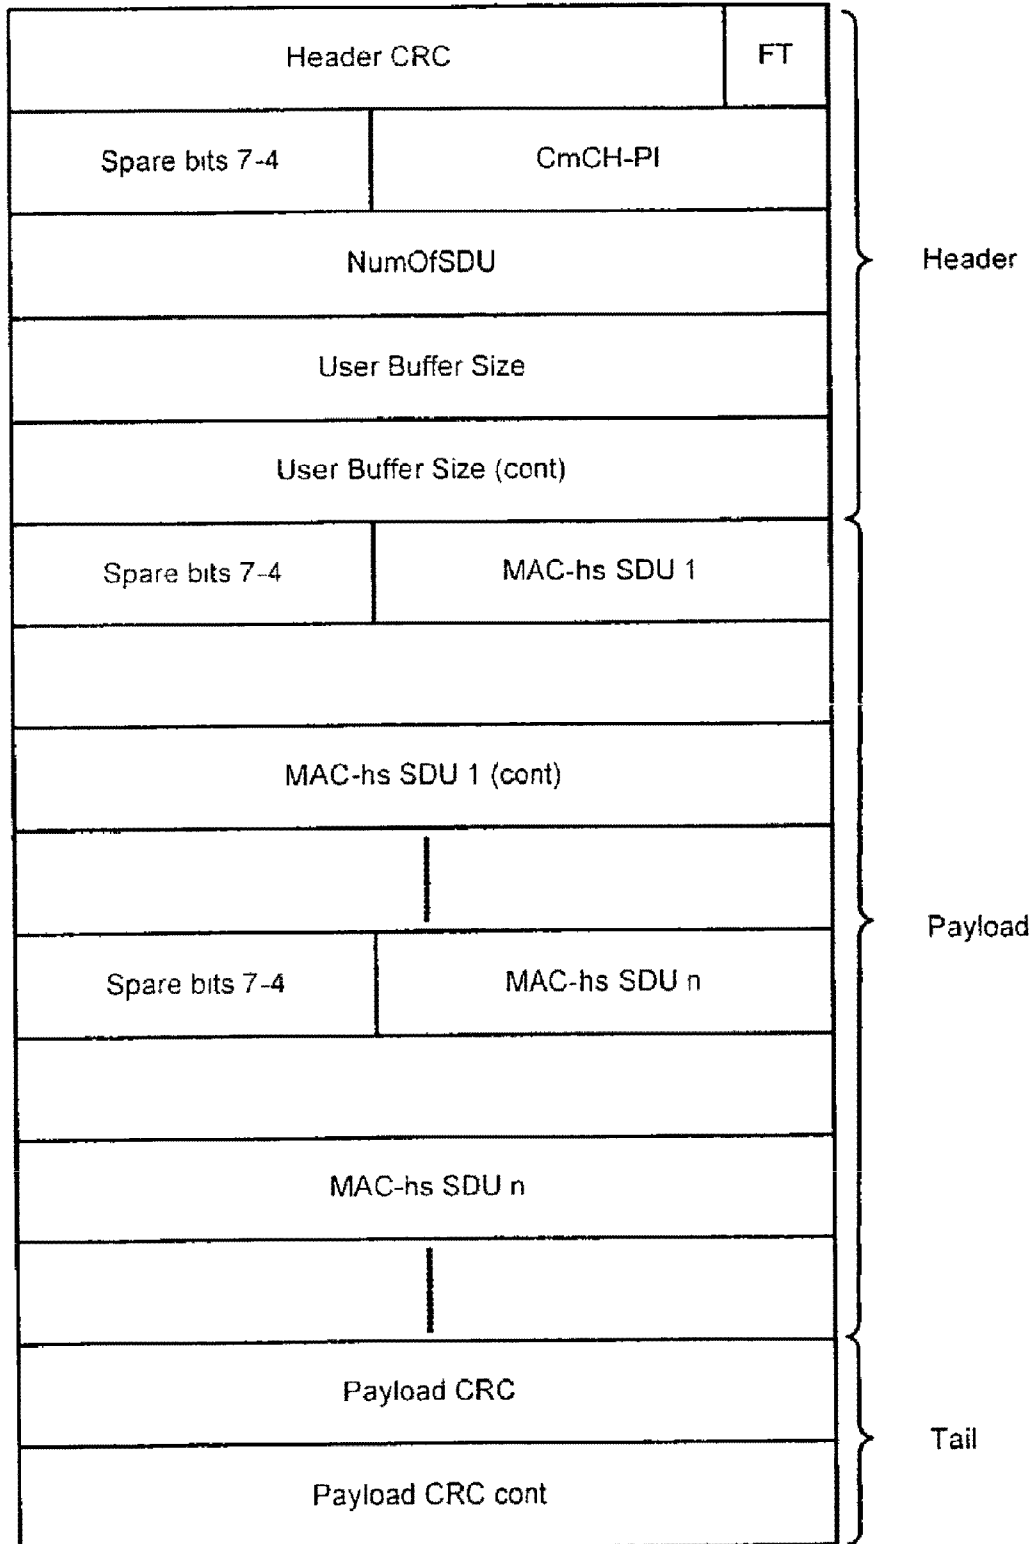 Header CRC FT
Spare bits 7-4 CmCH-PI
NumOfSDU
Header
User Buffer Size
User Buffer Size (cont)
Spare bits 7-4 MAC-hs SDU 1
MAC-hs SDU 1 (cont)
Payload
Spare bits 7-4 MAC-hs SDU n
MAC-hs SDU n
Payload CRC
Tail
Payload CRC cont